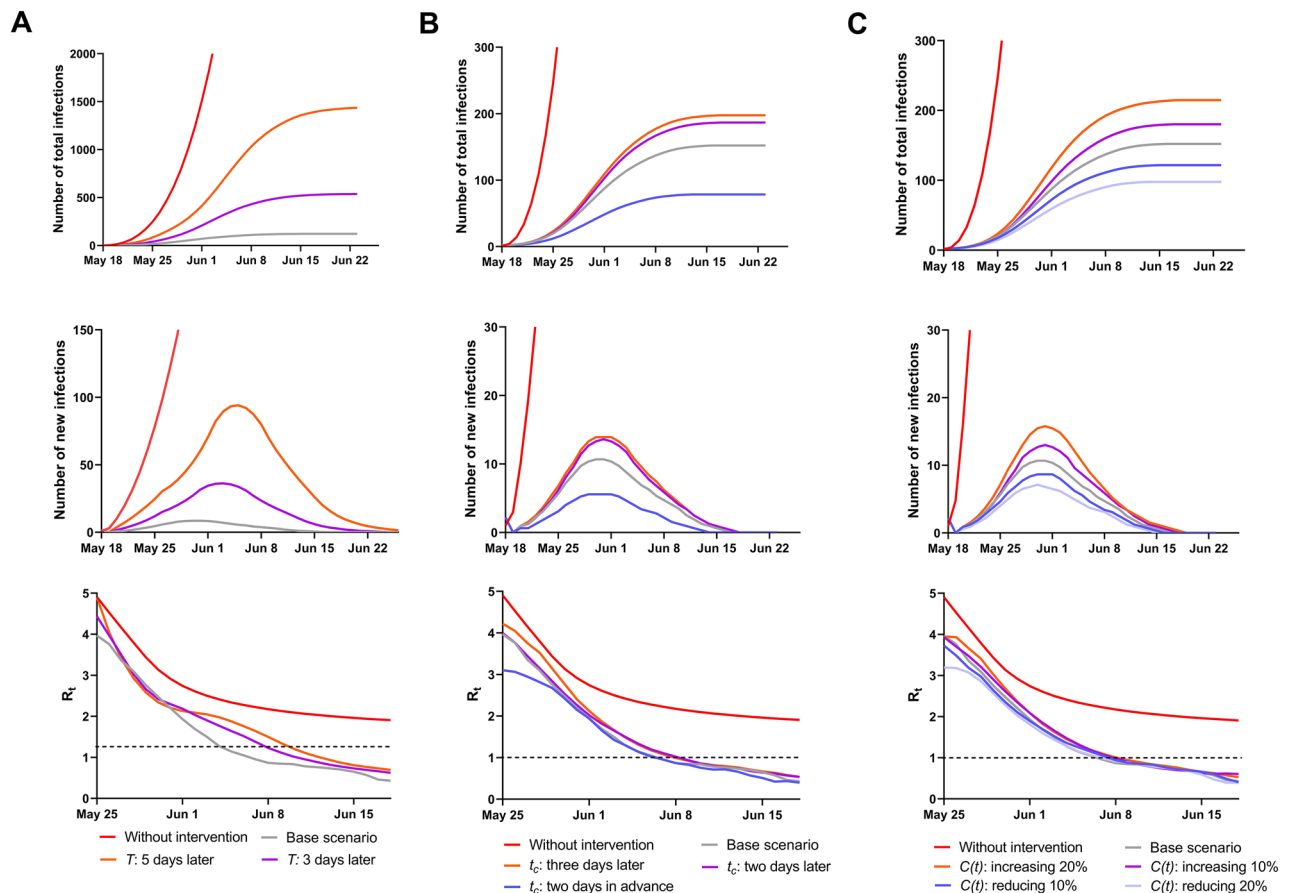 A
B
C
Number of total infections
2000
1500
1000
500
0
May 18 May 25 Jun 1 Jun 8 Jun 15 Jun 22
Number of total infections
300
200
100
0
May 18 May 25 Jun 1 Jun 8 Jun 15 Jun 22
Number of total infections
300
200
100
0
May 18 May 25 Jun 1 Jun 8 Jun 15 Jun 22
Number of new infections
150
100
50
0
May 18 May 25 Jun 1 Jun 8 Jun 15 Jun 22
Number of new infections
30
20
10
0
May 18 May 25 Jun 1 Jun 8 Jun 15 Jun 22
Number of new infections
30
20
10
0
May 18 May 25 Jun 1 Jun 8 Jun 15 Jun 22
Rt
5
4
3
2
1
0
May 25 Jun 1 Jun 8 Jun 15
Without intervention Base scenario
T: 5 days later T: 3 days later
Rt
5
4
3
2
1
0
May 25 Jun 1 Jun 8 Jun 15
Without intervention Base scenario
tc: three days later tc: two days later
tc: two days in advance
Rt
5
4
3
2
1
0
May 25 Jun 1 Jun 8 Jun 15
Without intervention Base scenario
C(t): increasing 20% C(t): increasing 10%
C(t): reducing 10% C(t): reducing 20%